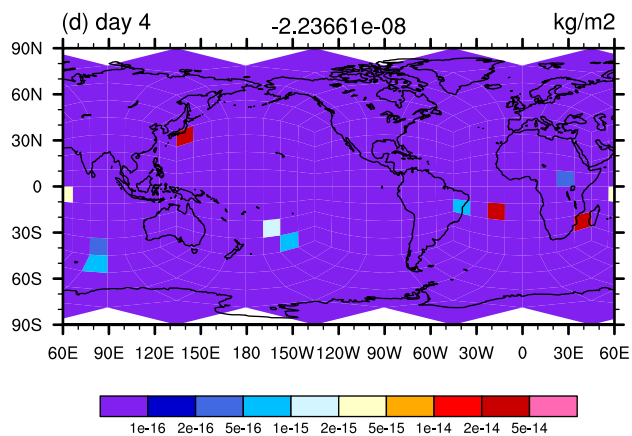 (d) day 4 -2.23661e-08 kg/m2
90N
60N
30N
0
30S
60S
90S
60E 90E 120E 150E 180E 150W 120W 90W 60W 30W 0 30E 60E
1e-16 2e-16 5e-16 1e-15 2e-15 5e-15 1e-14 2e-14 5e-14